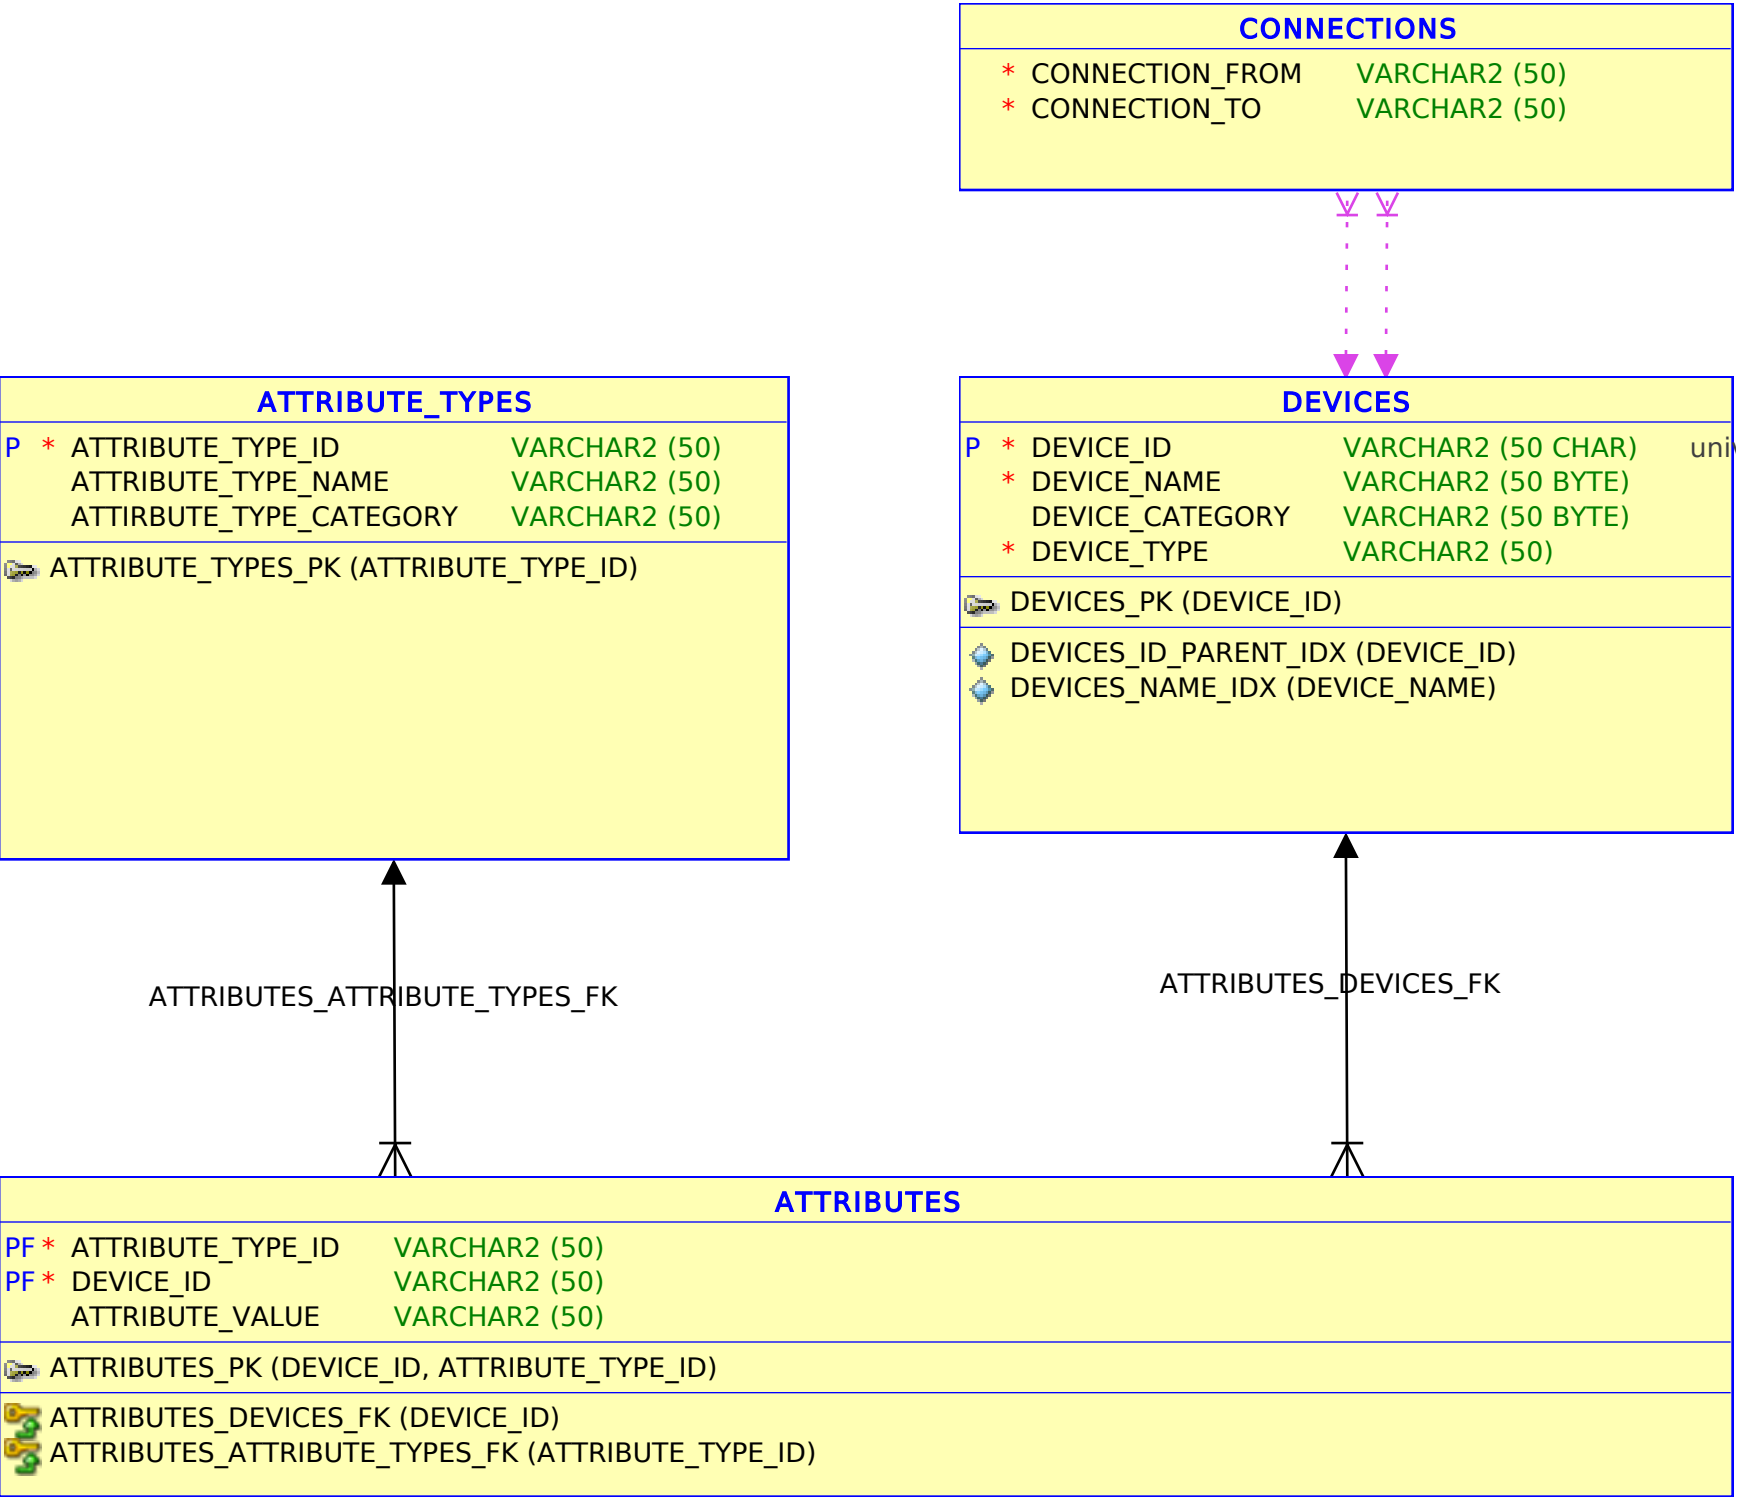 CONNECTIONS
* CONNECTION_FROM VARCHAR2 (50)
* CONNECTION_TO VARCHAR2 (50)
ATTRIBUTE_TYPES
P * ATTRIBUTE_TYPE_ID VARCHAR2 (50)
ATTRIBUTE_TYPE_NAME VARCHAR2 (50)
ATTIRBUTE_TYPE_CATEGORY VARCHAR2 (50)
ATTRIBUTE_TYPES_PK (ATTRIBUTE_TYPE_ID)
DEVICES
P * DEVICE_ID VARCHAR2 (50 CHAR)
* DEVICE_NAME VARCHAR2 (50 BYTE)
DEVICE_CATEGORY VARCHAR2 (50 BYTE)
* DEVICE_TYPE VARCHAR2 (50)
DEVICES_PK (DEVICE_ID)
DEVICES_ID_PARENT_IDX (DEVICE_ID)
DEVICES_NAME_IDX (DEVICE_NAME)
ATTRIBUTES_ATTRIBUTE_TYPES_FK
ATTRIBUTES_DEVICES_FK
ATTRIBUTES
PF * ATTRIBUTE_TYPE_ID VARCHAR2 (50)
PF * DEVICE_ID VARCHAR2 (50)
ATTRIBUTE_VALUE VARCHAR2 (50)
ATTRIBUTES_PK (DEVICE_ID, ATTRIBUTE_TYPE_ID)
ATTRIBUTES_DEVICES_FK (DEVICE_ID)
ATTRIBUTES_ATTRIBUTE_TYPES_FK (ATTRIBUTE_TYPE_ID)